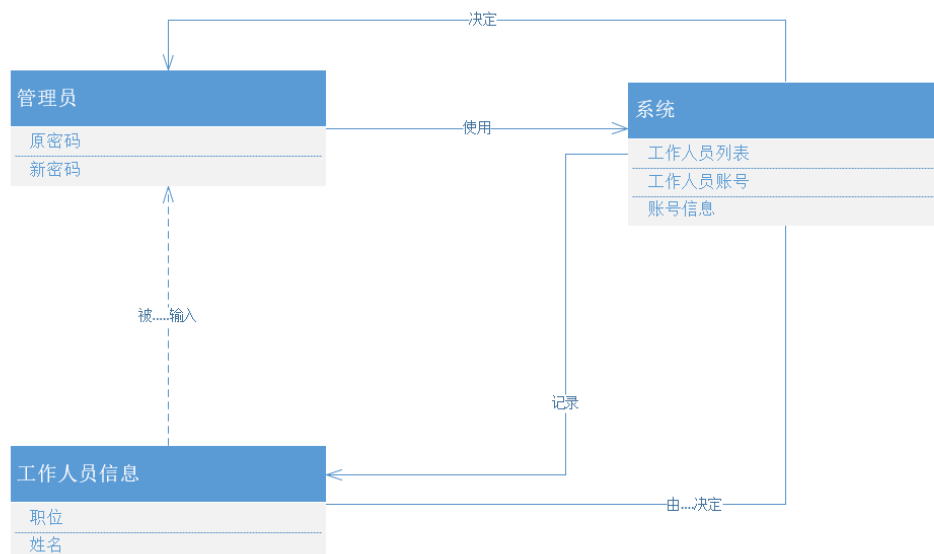 决定
管理员
原密码
新密码
使用
系统
工作人员列表
工作人员账号
账号信息
被.....输入
记录
工作人员信息
职位
姓名
由....决定